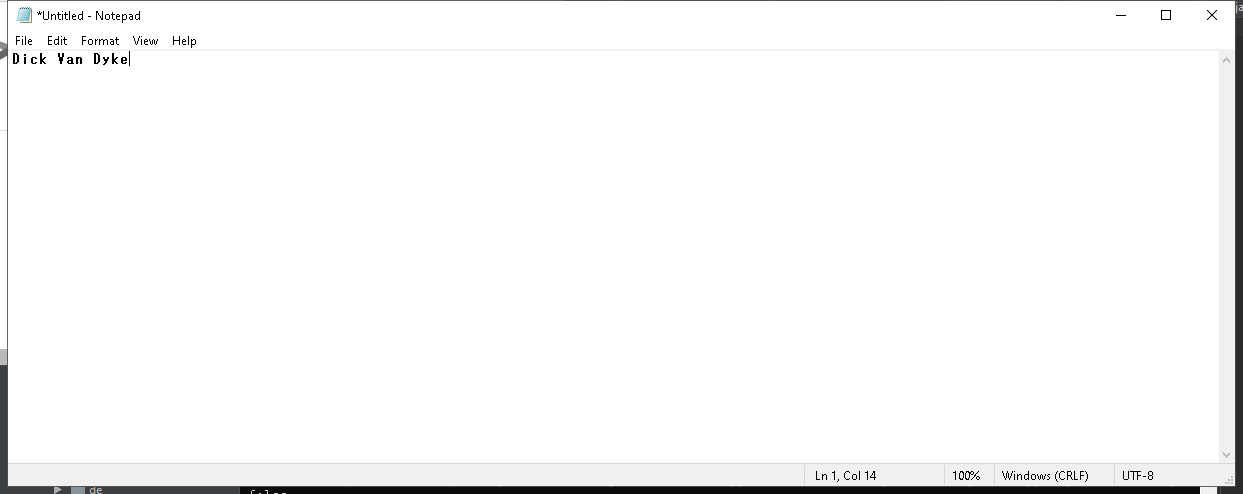 *Untitled - Notepad
File Edit Format View Help
Dick Van Dyke
Ln 1, Col 14 100% Windows (CRLF) UTF-8
de